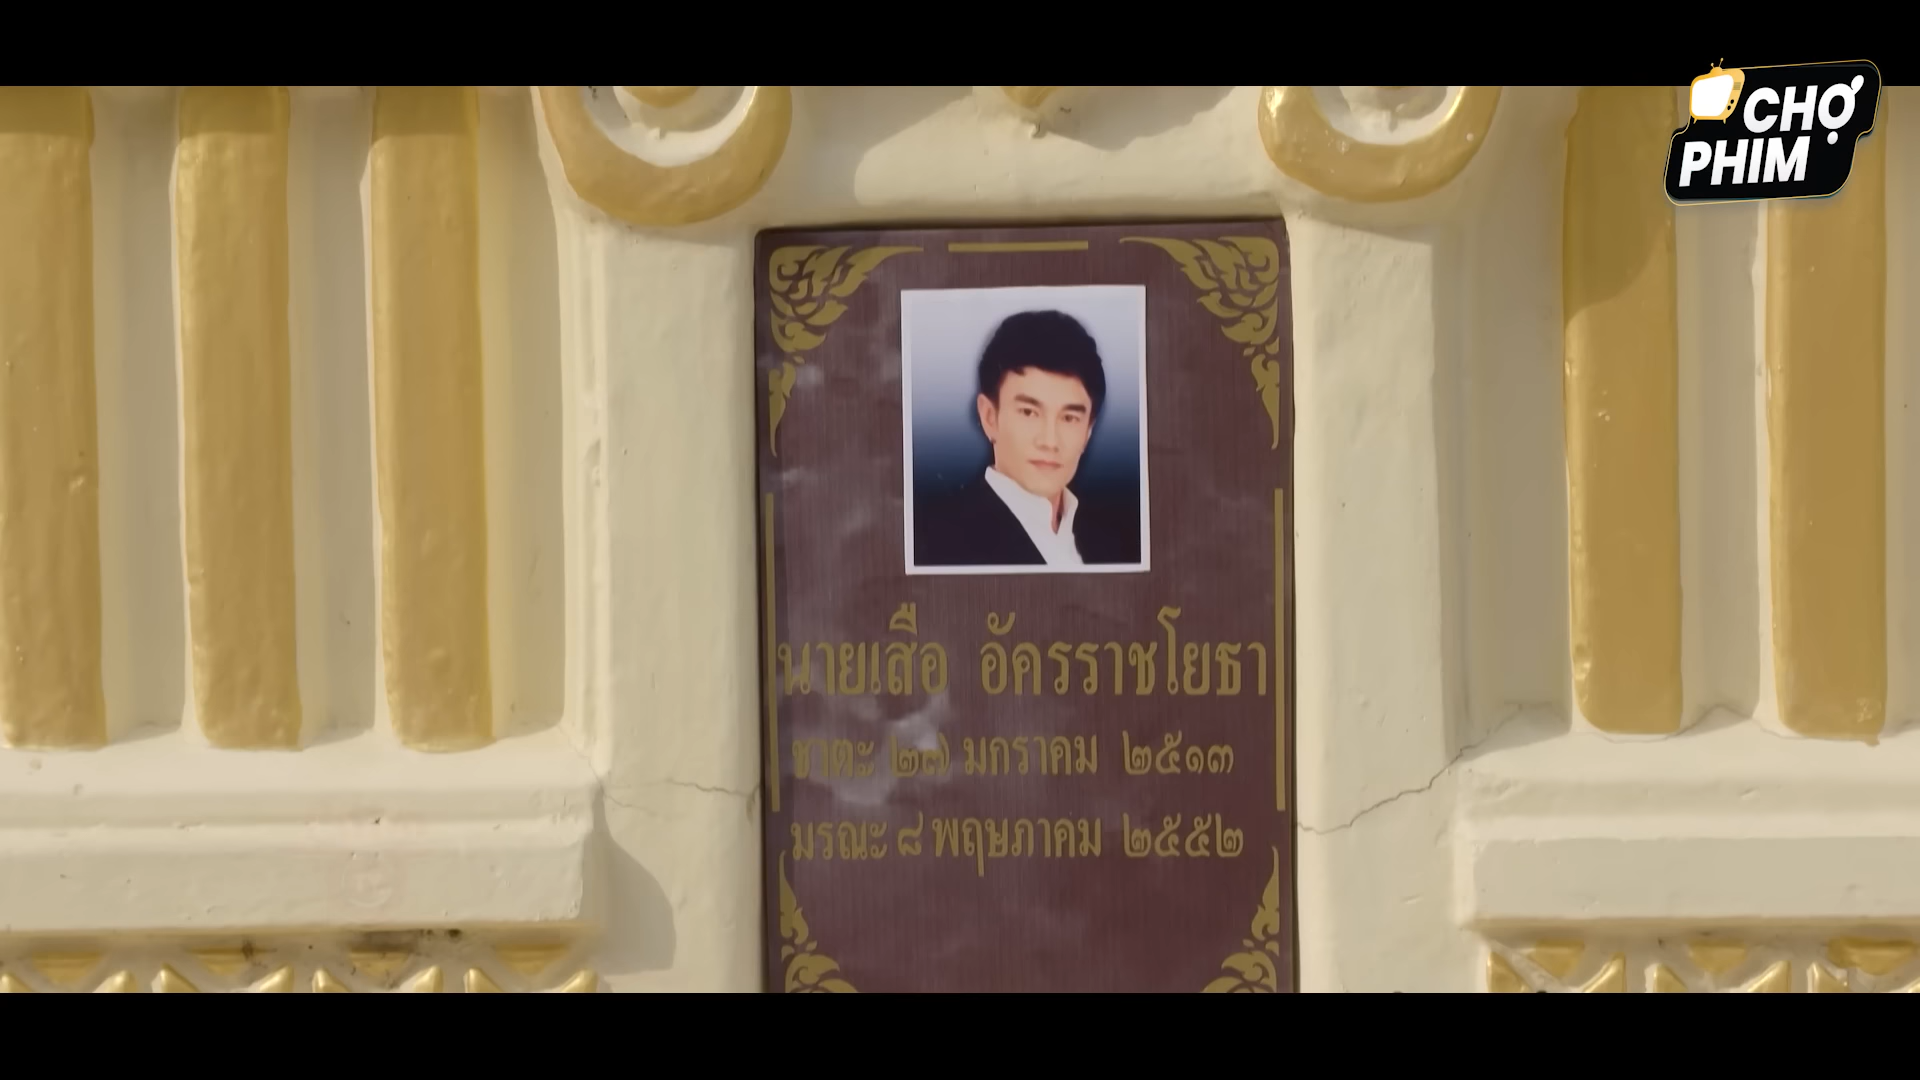 CHỢ
PHIM
นายเสือ อัครราชโยธา
ชาตะ ๒๗ มกราคม ๒๕๑๓
มรณะ ๘ พฤษภาคม ๒๕๕๒